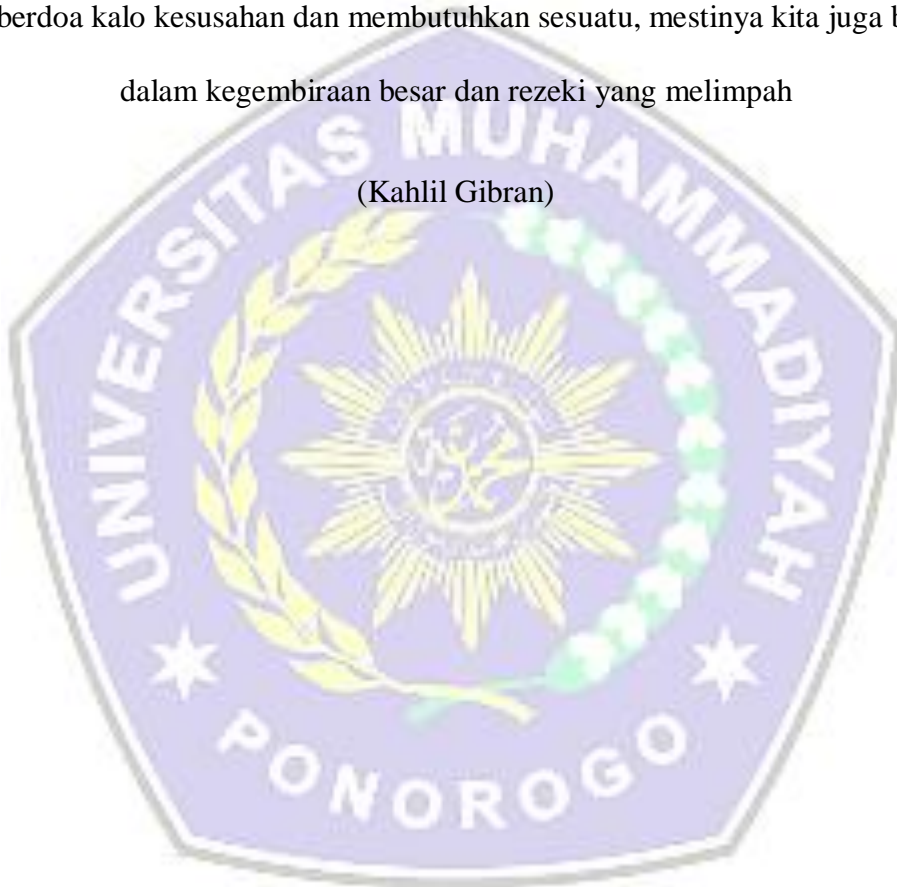 berdoa kalo kesusahan dan membutuhkan sesuatu, mestinya kita juga b
dalam kegembiraan besar dan rezeki yang melimpah
(Kahlil Gibran)
UNIVERSITAS MUHAMMADIYAH
PONOROGO